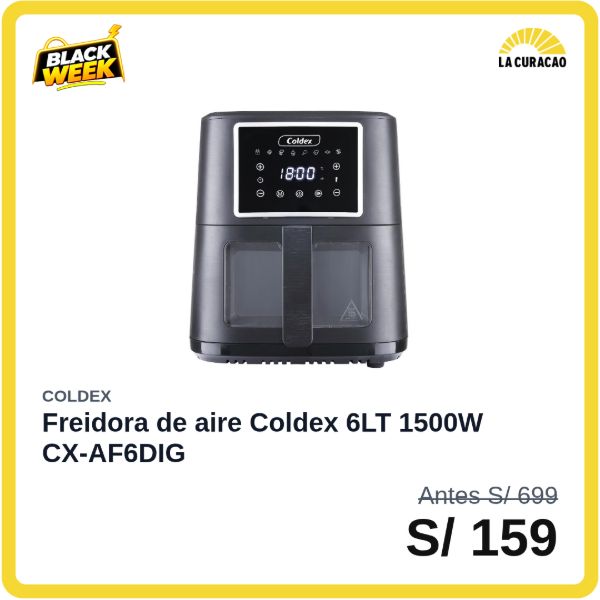 BLACK
WEEK
LA CURACAO
Coldex
18:00
COLDEX
Freidora de aire Coldex 6LT 1500W
CX-AF6DIG
Antes S/ 699
S/ 159